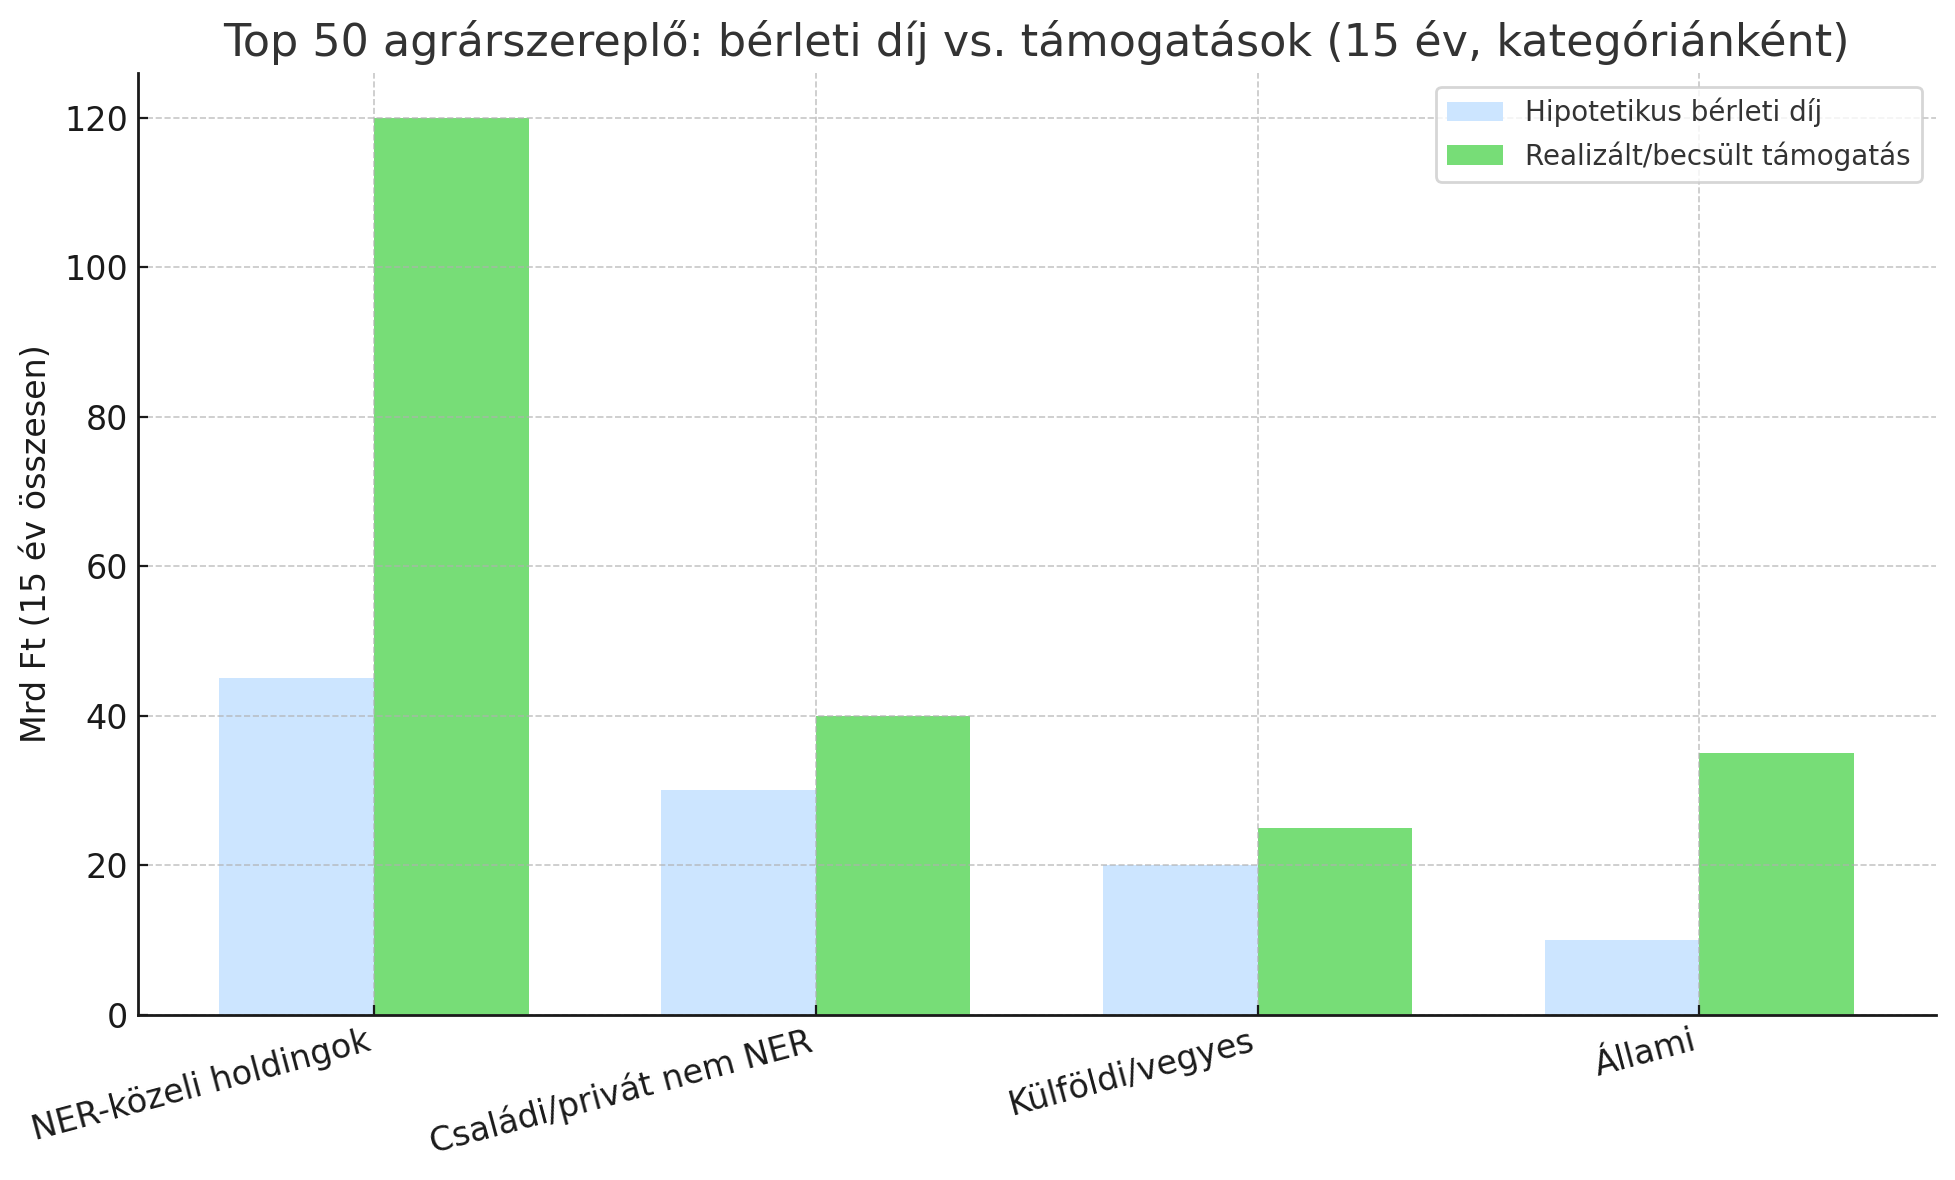 Top 50 agrárszereplő: bérleti díj vs. támogatások (15 év, kategóriánként)
Hipotetikus bérleti díj
Realizált/becsült támogatás
Mrd Ft (15 év összesen)
120
100
80
60
40
20
0
NER-közeli holdingok
Családi/privát nem NER
Külföldi/vegyes
Állami